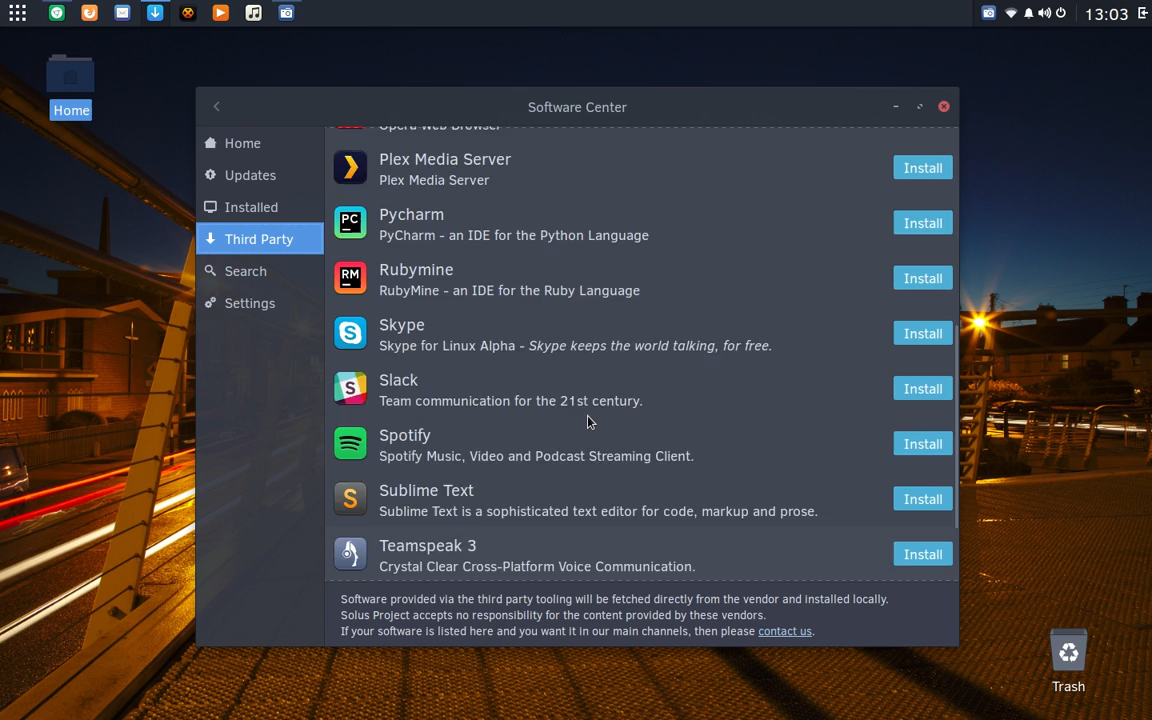 13:03
Home
Software Center
Home
Updates
Installed
Third Party
Search
Settings
Opera Web Browser
Plex Media Server
Plex Media Server
Install
PC
Pycharm
PyCharm - an IDE for the Python Language
Install
RM
Rubymine
RubyMine - an IDE for the Ruby Language
Install
S
Skype
Skype for Linux Alpha - Skype keeps the world talking, for free.
Install
S
Slack
Team communication for the 21st century.
Install
Spotify
Spotify Music, Video and Podcast Streaming Client.
Install
S
Sublime Text
Sublime Text is a sophisticated text editor for code, markup and prose.
Install
Teamspeak 3
Crystal Clear Cross-Platform Voice Communication.
Install
Software provided via the third party tooling will be fetched directly from the vendor and installed locally.
Solus Project accepts no responsibility for the content provided by these vendors.
If your software is listed here and you want it in our main channels, then please contact us.
Trash